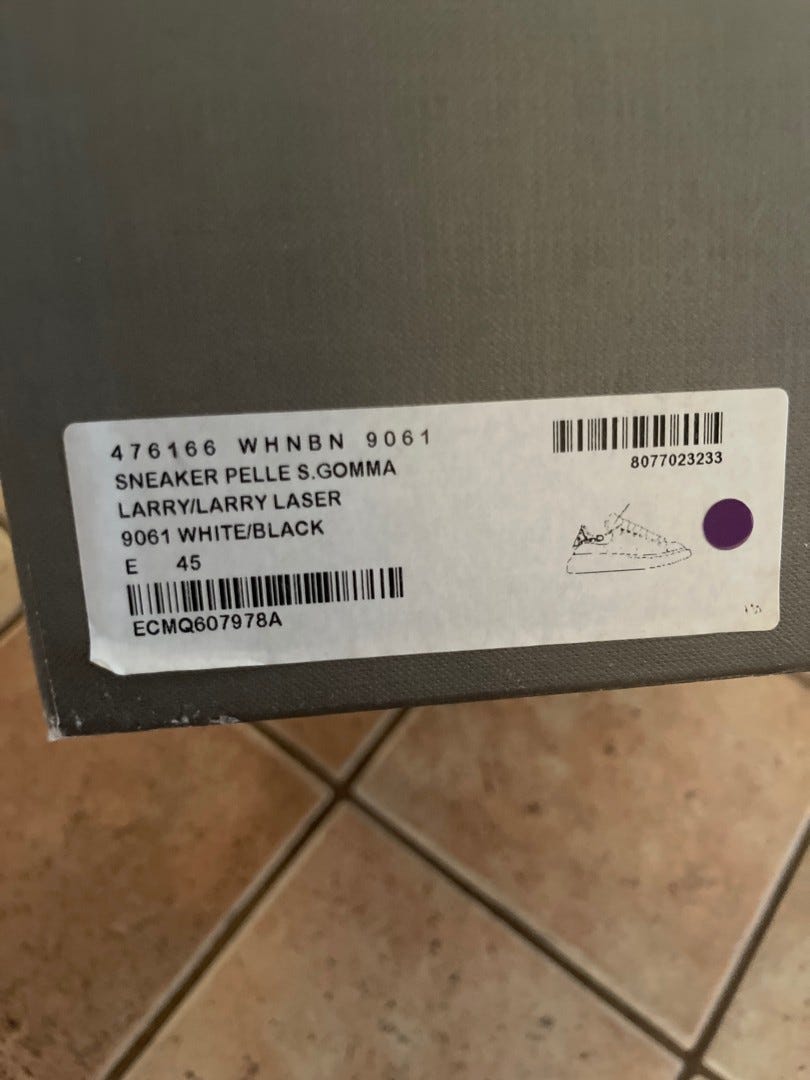 476166 WHNBN 9061
SNEAKER PELLE S.GOMMA
LARRY/LARRY LASER
9061 WHITE/BLACK
E 45
ECMQ607978A
8077023233